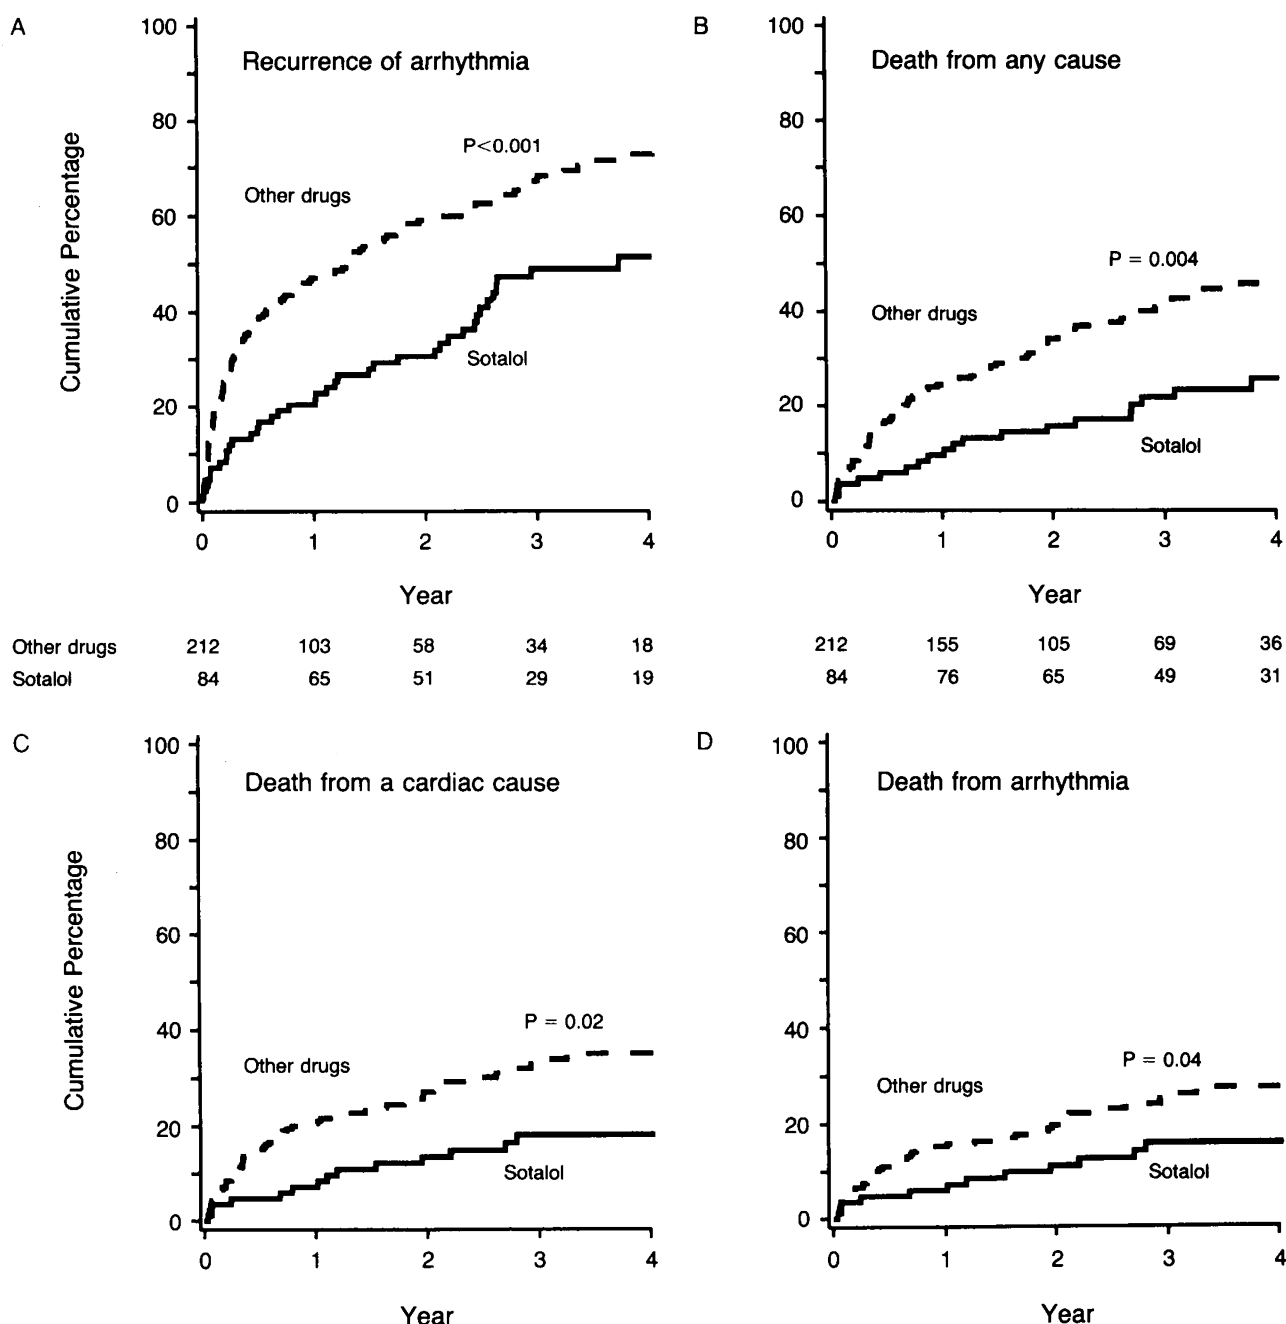 A
Recurrence of arrhythmia
P<0.001
Other drugs
Sotalol
Cumulative Percentage
100
80
60
40
20
0
0 1 2 3 4
Year
B
Death from any cause
P = 0.004
Other drugs
Sotalol
100
80
60
40
20
0
0 1 2 3 4
Year
Other drugs 212 103 58 34 18 212 155 105 69 36
Sotalol 84 65 51 29 19 84 76 65 49 31
C
Death from a cardiac cause
P = 0.02
Other drugs
Sotalol
Cumulative Percentage
100
80
60
40
20
0
0 1 2 3 4
Year
D
Death from arrhythmia
P = 0.04
Other drugs
Sotalol
100
80
60
40
20
0
0 1 2 3 4
Year